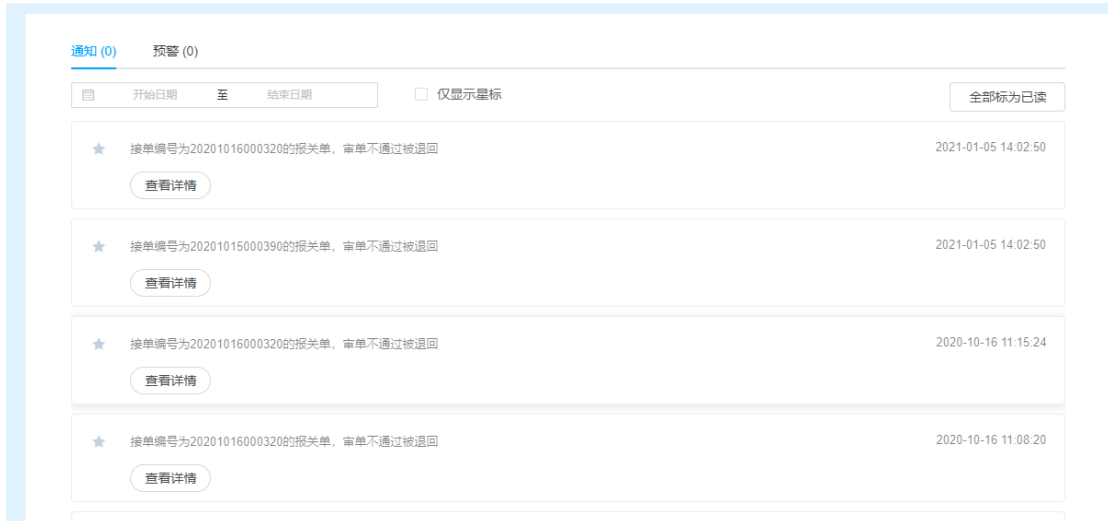 通知 (0) 预警 (0)
开始日期 至 结束日期 仅显示星标 全部标为已读
接单编号为20201016000320的报关单，审单不通过被退回 2021-01-05 14:02:50
查看详情
接单编号为20201015000390的报关单，审单不通过被退回 2021-01-05 14:02:50
查看详情
接单编号为20201016000320的报关单，审单不通过被退回 2020-10-16 11:15:24
查看详情
接单编号为20201016000320的报关单，审单不通过被退回 2020-10-16 11:08:20
查看详情